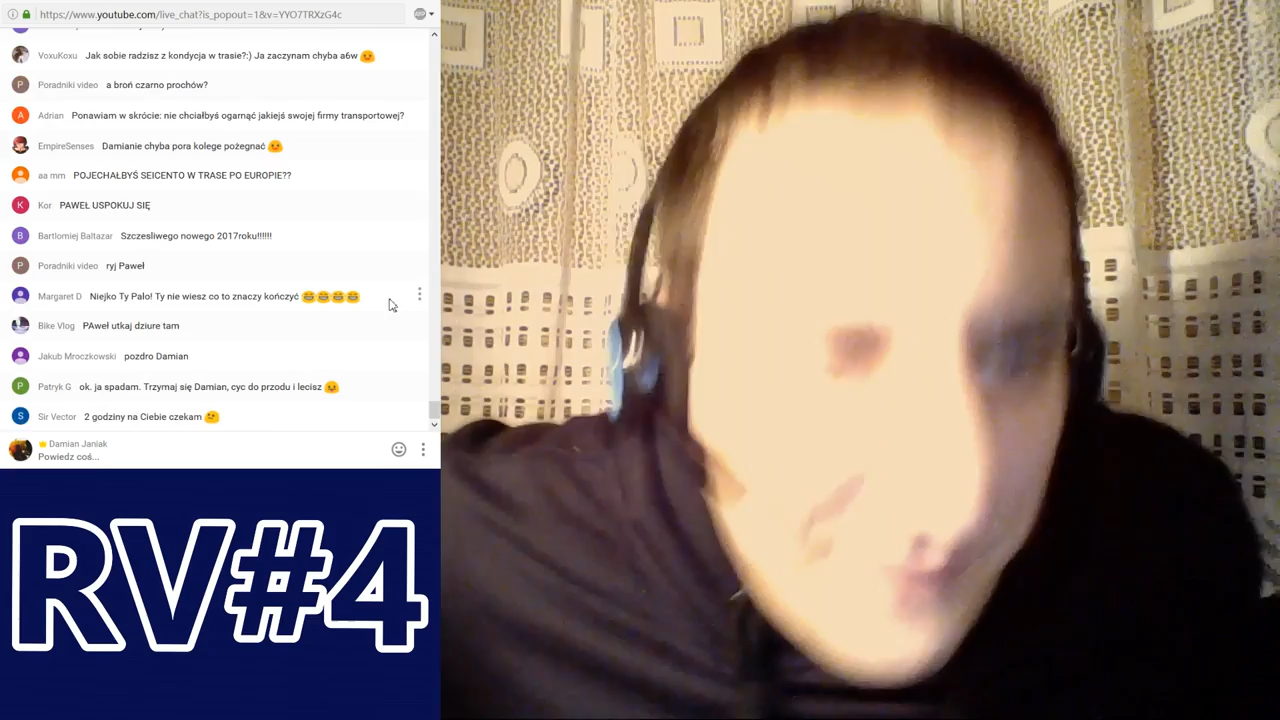 https://www.youtube.com/live_chat?is_popout=1&v=YYO7TRXzG4c
VoxuKoxu Jak sobie radzisz z kondycja w trasie?:) Ja zaczynam chyba a6w
P Poradniki video a broń czarno prochów?
A Adrian Ponawiam w skrócie: nie chciałbyś ogarnąć jakiejś swojej firmy transportowej?
EmpireSenses Damianie chyba pora kolege pożegnać
aa mm POJECHAŁBYŚ SEICENTO W TRASE PO EUROPIE??
K Kor PAWEŁ USPOKUJ SIĘ
B Bartlomiej Baltazar Szczesliwego nowego 2017roku!!!!!!
P Poradniki video ryj Paweł
Margaret D Niejko Ty Pało! Ty nie wiesz co to znaczy kończyć
Bike Vlog PAweł utkaj dziure tam
Jakub Mroczkowski pozdro Damian
P Patryk G ok. ja spadam. Trzymaj się Damian, cyc do przodu i lecisz
S Sir Vector 2 godziny na Ciebie czekam
Damian Janiak
Powiedz coś...
RV#4